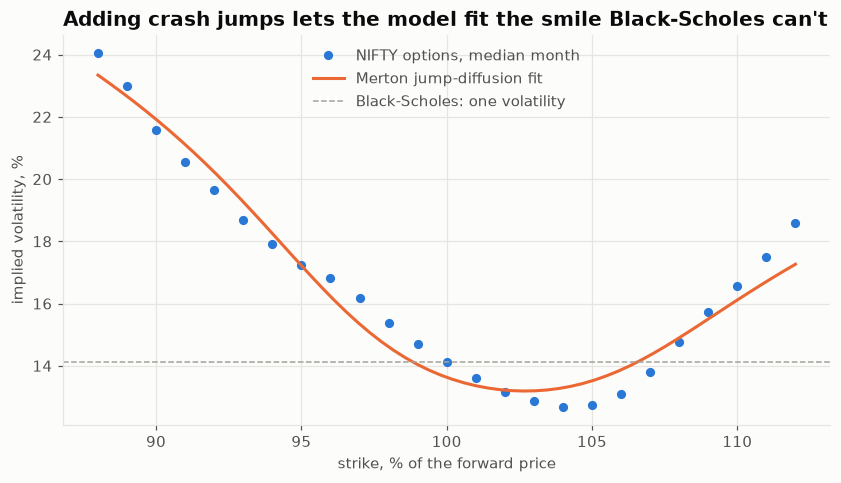 Adding crash jumps lets the model fit the smile Black-Scholes can't
NIFTY options, median month
Merton jump-diffusion fit
Black-Scholes: one volatility
implied volatility, %
24
22
20
18
16
14
90
95
100
105
110
strike, % of the forward price